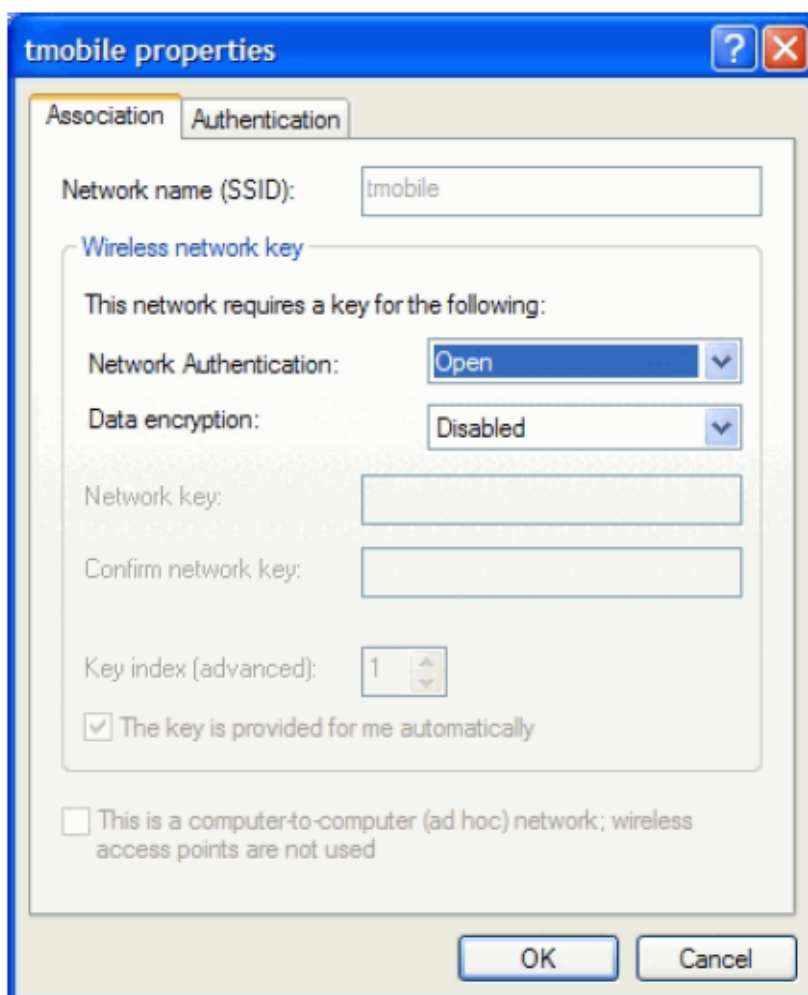 tmobile properties
Association
Authentication
Network name (SSID):
tmobile
Wireless network key
This network requires a key for the following:
Network Authentication:
Open
Data encryption:
Disabled
Network key:
Confirm network key:
Key index (advanced):
1
The key is provided for me automatically
This is a computer-to-computer (ad hoc) network; wireless
access points are not used
OK
Cancel